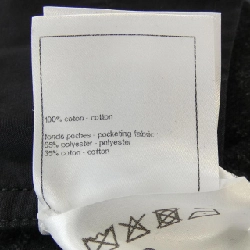 100% coton - cotton
fonds poches - pocketing fabric
65% polyester - polyester
35% coton - cotton